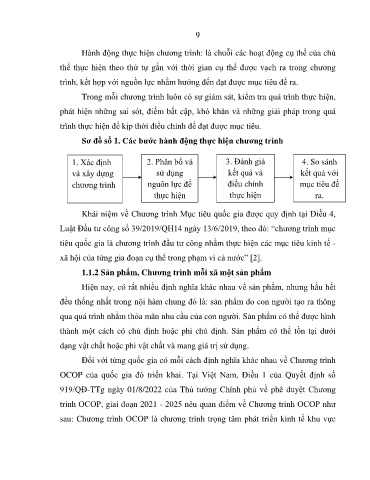 9
Hành động thực hiện chương trình: là chuỗi các hoạt động cụ thể của chủ
thể thực hiện theo thứ tự gắn với thời gian cụ thể được vạch ra trong chương
trình, kết hợp với nguồn lực nhằm hướng đến đạt được mục tiêu đề ra.
Trong mỗi chương trình luôn có sự giám sát, kiểm tra quá trình thực hiện,
phát hiện những sai sót, điểm bất cập, khó khăn và những giải pháp trong quá
trình thực hiện để kịp thời điều chỉnh để đạt được mục tiêu.
Sơ đồ số 1. Các bước hành động thực hiện chương trình
1. Xác định
và xây dựng
chương trình
2. Phân bổ và
sử dụng
nguồn lực để
thực hiện
3. Đánh giá
kết quả và
điều chỉnh
thực hiện
4. So sánh
kết quả với
mục tiêu đề
ra.
Khái niệm về Chương trình Mục tiêu quốc gia được quy định tại Điều 4,
Luật Đầu tư công số 39/2019/QH14 ngày 13/6/2019, theo đó: “chương trình mục
tiêu quốc gia là chương trình đầu tư công nhằm thực hiện các mục tiêu kinh tế -
xã hội của từng gia đoạn cụ thể trong phạm vi cả nước” [2].
1.1.2 Sản phẩm, Chương trình mỗi xã một sản phẩm
Hiện nay, có rất nhiều định nghĩa khác nhau về sản phẩm, nhưng hầu hết
đều thống nhất trong nội hàm chung đó là: sản phẩm do con người tạo ra thông
qua quá trình nhằm thỏa mãn nhu cầu của con người. Sản phẩm có thể được hình
thành một cách có chủ định hoặc phi chủ định. Sản phẩm có thể tồn tại dưới
dạng vật chất hoặc phi vật chất và mang giá trị sử dụng.
Đối với từng quốc gia có mỗi cách định nghĩa khác nhau về Chương trình
OCOP của quốc gia đó triển khai. Tại Việt Nam, Điều 1 của Quyết định số
919/QĐ-TTg ngày 01/8/2022 của Thủ tướng Chính phủ về phê duyệt Chương
trình OCOP, giai đoạn 2021 - 2025 nêu quan điểm về Chương trình OCOP như
sau: Chương trình OCOP là chương trình trọng tâm phát triển kinh tế khu vực